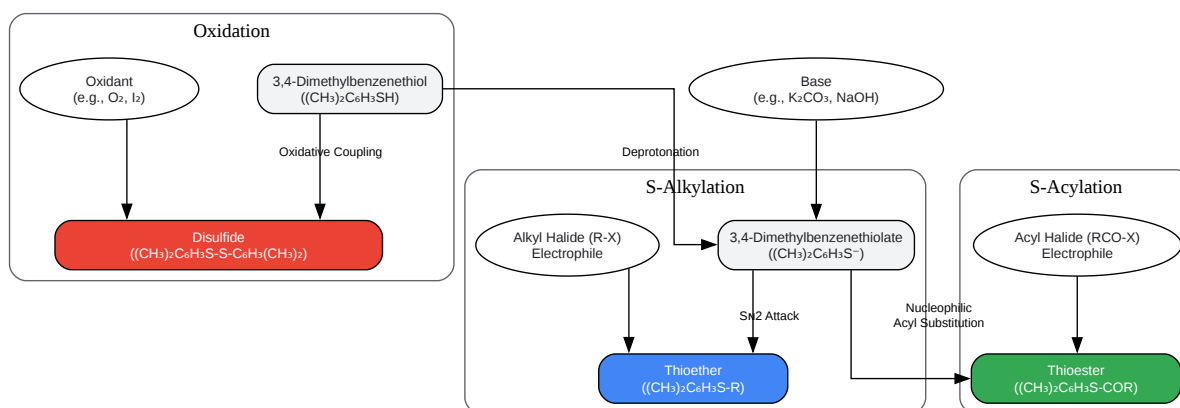 Oxidation
Oxidant
(e.g., O₂, I₂)
3,4-Dimethylbenzenethiol
((CH₃)₂C₆H₃SH)
Base
(e.g., K₂CO₃, NaOH)
Oxidative Coupling
Deprotonation
S-Alkylation
S-Acylation
Disulfide
((CH₃)₂C₆H₃S-S-C₆H₃(CH₃)₂)
Alkyl Halide (R-X)
Electrophile
3,4-Dimethylbenzenethiolate
((CH₃)₂C₆H₃S⁻)
Acyl Halide (RCO-X)
Electrophile
Sɴ2 Attack
Nucleophilic
Acyl Substitution
Thioether
((CH₃)₂C₆H₃S-R)
Thioester
((CH₃)₂C₆H₃S-COR)